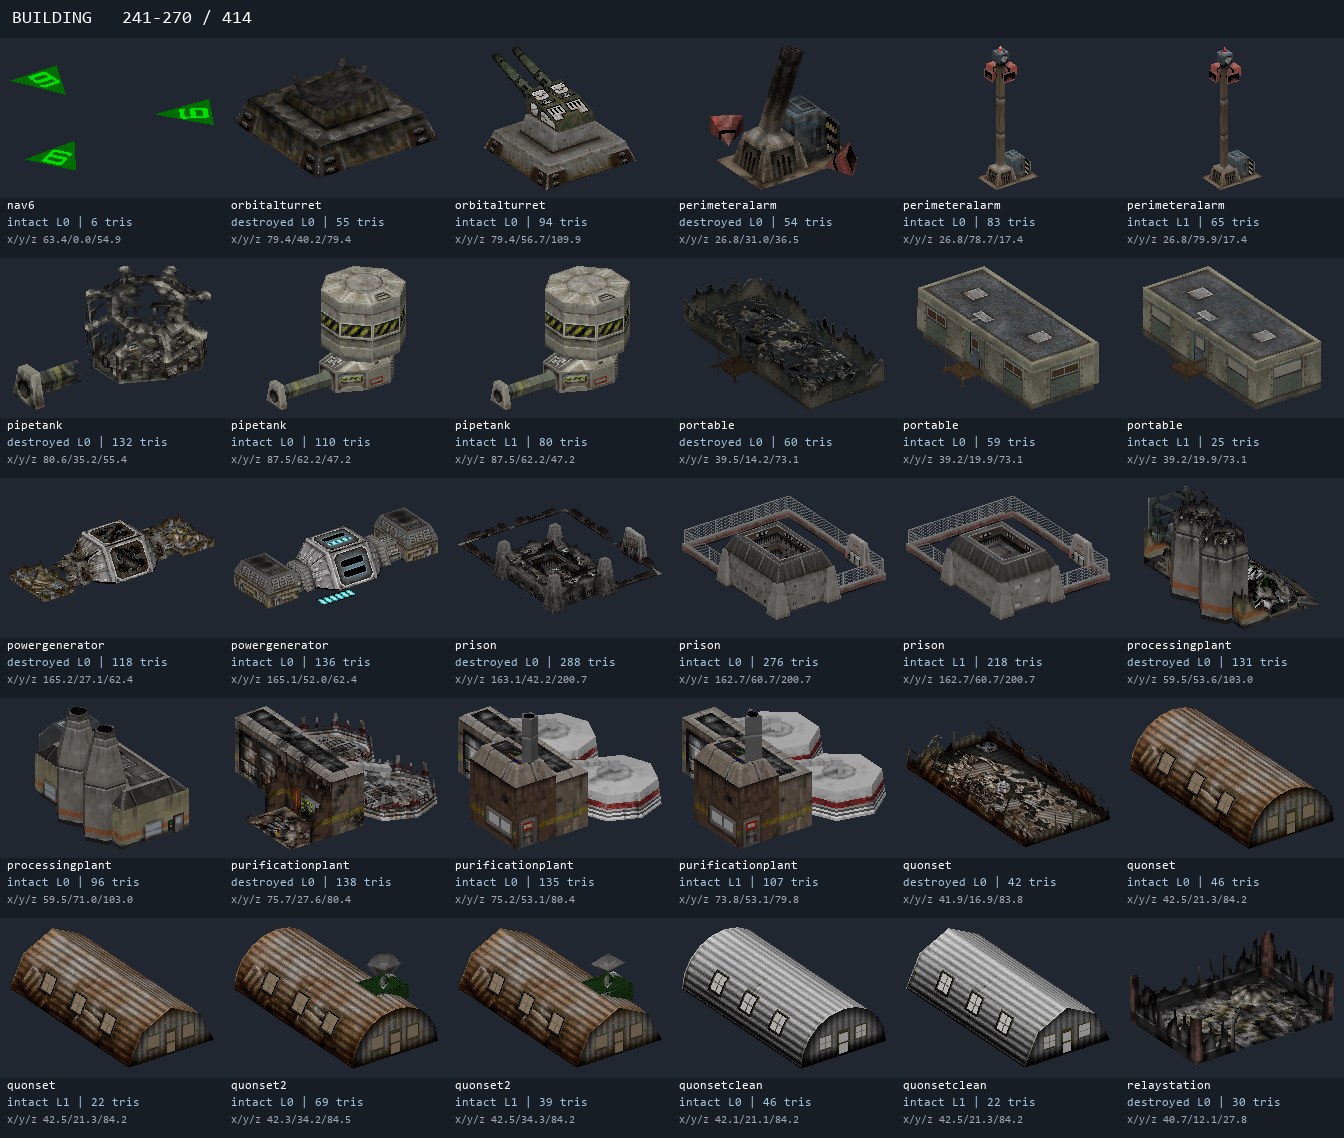 BUILDING 241-270 / 414
6
6
6
nav6
intact L0 | 6 tris
x/y/z 63.4/0.0/54.9
orbitalturret
destroyed L0 | 55 tris
x/y/z 79.4/40.2/79.4
orbitalturret
intact L0 | 94 tris
x/y/z 79.4/56.7/109.9
perimeteralarm
destroyed L0 | 54 tris
x/y/z 26.8/31.0/36.5
perimeteralarm
intact L0 | 83 tris
x/y/z 26.8/78.7/17.4
perimeteralarm
intact L1 | 65 tris
x/y/z 26.8/79.9/17.4
pipetank
destroyed L0 | 132 tris
x/y/z 80.6/35.2/55.4
pipetank
intact L0 | 110 tris
x/y/z 87.5/62.2/47.2
pipetank
intact L1 | 80 tris
x/y/z 87.5/62.2/47.2
portable
destroyed L0 | 60 tris
x/y/z 39.5/14.2/73.1
portable
intact L0 | 59 tris
x/y/z 39.2/19.9/73.1
portable
intact L1 | 25 tris
x/y/z 39.2/19.9/73.1
powergenerator
destroyed L0 | 118 tris
x/y/z 165.2/27.1/62.4
powergenerator
intact L0 | 136 tris
x/y/z 165.1/52.0/62.4
prison
destroyed L0 | 288 tris
x/y/z 163.1/42.2/200.7
prison
intact L0 | 276 tris
x/y/z 162.7/60.7/200.7
prison
intact L1 | 218 tris
x/y/z 162.7/60.7/200.7
processingplant
destroyed L0 | 131 tris
x/y/z 59.5/53.6/103.0
processingplant
intact L0 | 96 tris
x/y/z 59.5/71.0/103.0
purificationplant
destroyed L0 | 138 tris
x/y/z 75.7/27.6/80.4
purificationplant
intact L0 | 135 tris
x/y/z 75.2/53.1/80.4
purificationplant
intact L1 | 107 tris
x/y/z 73.8/53.1/79.8
quonset
destroyed L0 | 42 tris
x/y/z 41.9/16.9/83.8
quonset
intact L0 | 46 tris
x/y/z 42.5/21.3/84.2
quonset
intact L1 | 22 tris
x/y/z 42.5/21.3/84.2
quonset2
intact L0 | 69 tris
x/y/z 42.3/34.2/84.5
quonset2
intact L1 | 39 tris
x/y/z 42.5/34.3/84.2
quonsetclean
intact L0 | 46 tris
x/y/z 42.1/21.1/84.2
quonsetclean
intact L1 | 22 tris
x/y/z 42.5/21.3/84.2
relaystation
destroyed L0 | 30 tris
x/y/z 40.7/12.1/27.8